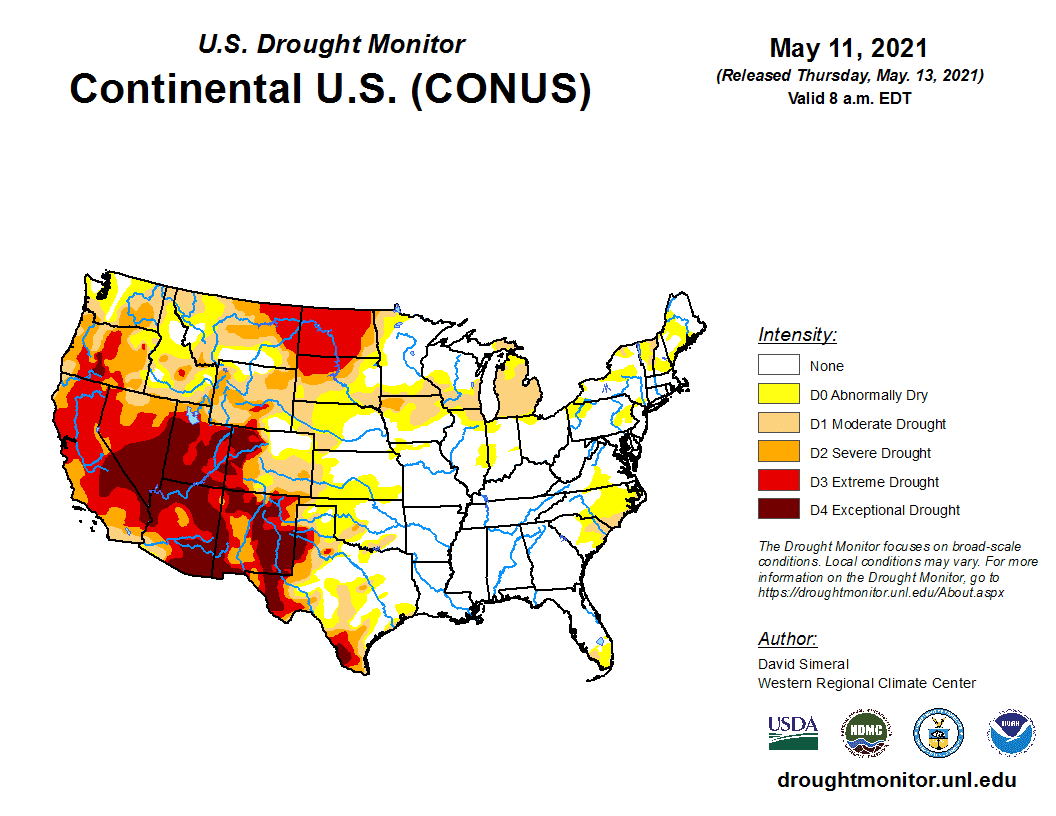 U.S. Drought Monitor
Continental U.S. (CONUS)
May 11, 2021
(Released Thursday, May. 13, 2021)
Valid 8 a.m. EDT
Intensity:
None
D0 Abnormally Dry
D1 Moderate Drought
D2 Severe Drought
D3 Extreme Drought
D4 Exceptional Drought
The Drought Monitor focuses on broad-scale
conditions. Local conditions may vary. For more
information on the Drought Monitor, go to
https://droughtmonitor.unl.edu/About.aspx
Author:
David Simeral
Western Regional Climate Center
USDA
NDMC
NOAA
droughtmonitor.unl.edu